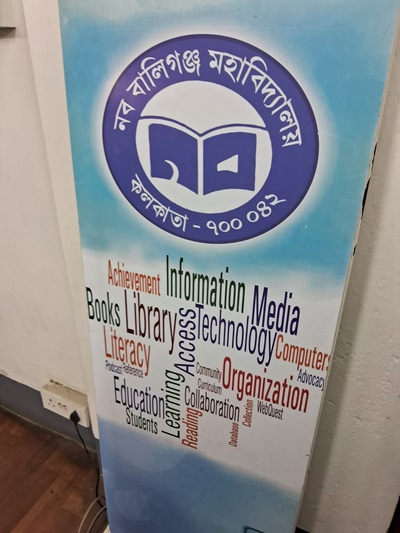 নব বালিগঞ্জ মহাবিদ্যালয়
নব
কলকাতা - ৭০০ ০৪২
Achievement
Information
Books
Library
Media
Access
Technology
Literacy
Computers
Podcast
Reference
Community
Curriculum
Organization
Advocacy
Education
Learning
Collaboration
Students
Reading
Database
Collection
WebQuest